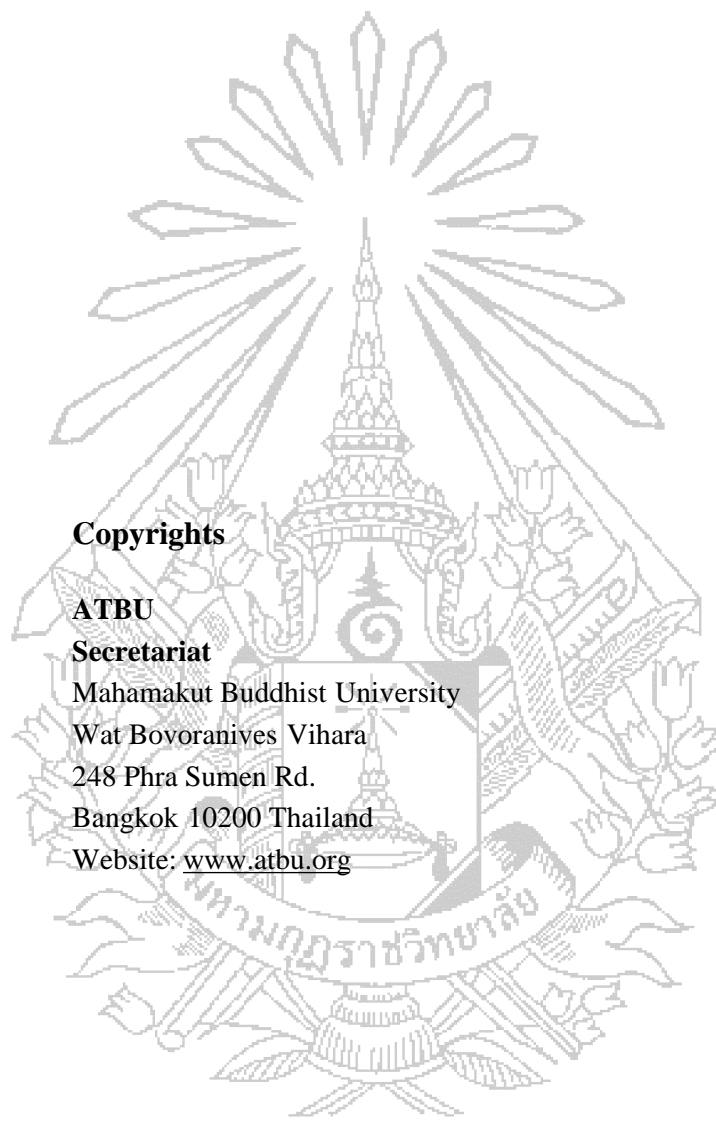 Copyrights
ATBU
Secretariat
Mahamakut Buddhist University
Wat Bovoranives Vihara
248 Phra Sumen Rd.
Bangkok 10200 Thailand
Website: www.atbu.org
มหามกุฏราชวิทยาลัย